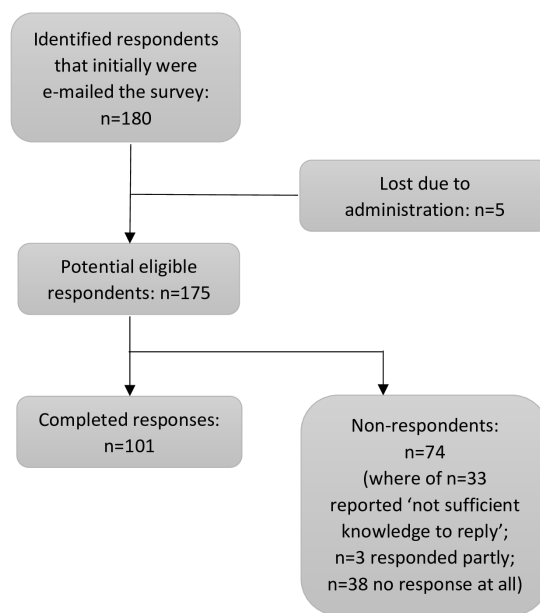 Identified respondents
that initially were
e-mailed the survey:
n=180
Lost due to
administration: n=5
Potential eligible
respondents: n=175
Completed responses:
n=101
Non-respondents:
n=74
(where of n=33
reported ‘not sufficient
knowledge to reply’;
n=3 responded partly;
n=38 no response at all)